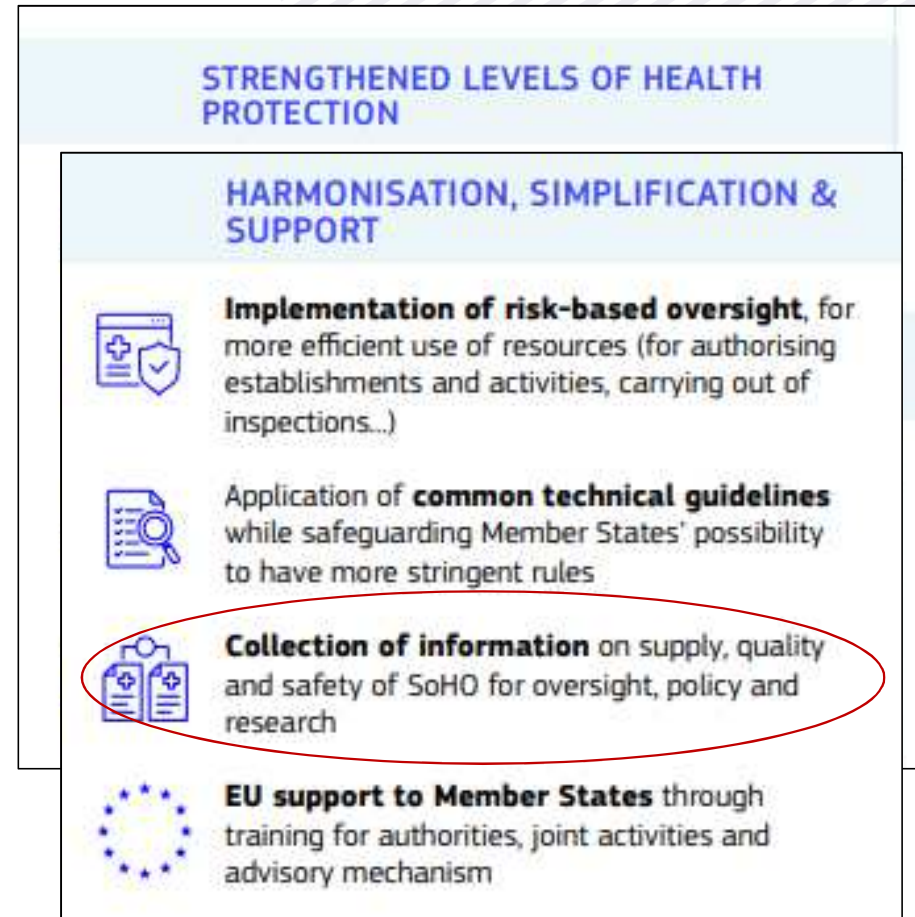 STRENGTHENED LEVELS OF HEALTH
PROTECTION
HARMONISATION, SIMPLIFICATION &
SUPPORT
Implementation of risk-based oversight, for
more efficient use of resources (for authorising
establishments and activities, carrying out of
inspections...)
Application of common technical guidelines
while safeguarding Member States' possibility
to have more stringent rules
Collection of information on supply, quality
and safety of SoHO for oversight, policy and
research
EU support to Member States through
training for authorities, joint activities and
advisory mechanism